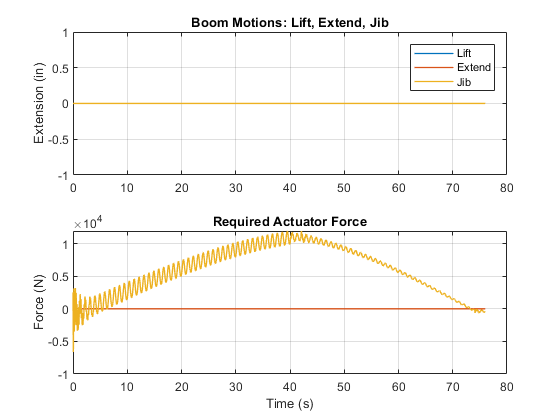 Boom Motions: Lift, Extend, Jib
1
0.5
0
-0.5
-1
Extension (in)
Lift
Extend
Jib
0 10 20 30 40 50 60 70 80
×10⁴
Required Actuator Force
1
0.5
0
-0.5
-1
Force (N)
0 10 20 30 40 50 60 70 80
Time (s)